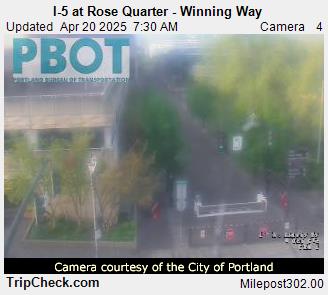 I-5 at Rose Quarter - Winning Way
Updated Apr 20 2025 7:30 AM Camera 4
PBOT
PORTLAND BUREAU OF TRANSPORTATION
Camera courtesy of the City of Portland
TripCheck.com Milepost302.00